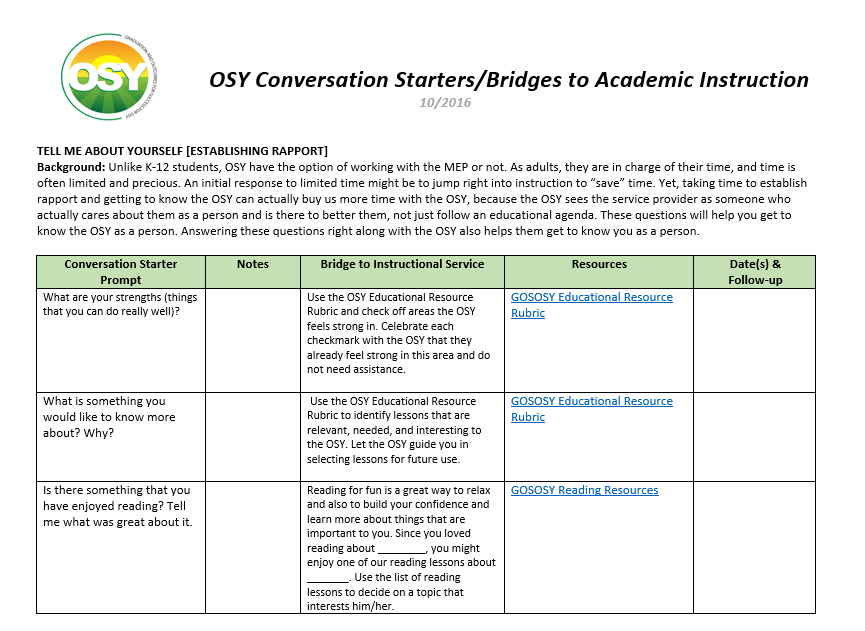 OSY
GRADUATION AND OUTCOMES FOR SUCCESS FOR OSY
OSY Conversation Starters/Bridges to Academic Instruction
10/2016
TELL ME ABOUT YOURSELF [ESTABLISHING RAPPORT]
Background: Unlike K-12 students, OSY have the option of working with the MEP or not. As adults, they are in charge of their time, and time is
often limited and precious. An initial response to limited time might be to jump right into instruction to “save” time. Yet, taking time to establish
rapport and getting to know the OSY can actually buy us more time with the OSY, because the OSY sees the service provider as someone who
actually cares about them as a person and is there to better them, not just follow an educational agenda. These questions will help you get to
know the OSY as a person. Answering these questions right along with the OSY also helps them get to know you as a person.
Conversation Starter
Prompt
Notes
Bridge to Instructional Service
Resources
Date(s) &
Follow-up
What are your strengths (things
that you can do really well)?
Use the OSY Educational Resource
Rubric and check off areas the OSY
feels strong in. Celebrate each
checkmark with the OSY that they
already feel strong in this area and do
not need assistance.
GOSOSY Educational Resource
Rubric
What is something you
would like to know more
about? Why?
Use the OSY Educational Resource
Rubric to identify lessons that are
relevant, needed, and interesting to
the OSY. Let the OSY guide you in
selecting lessons for future use.
GOSOSY Educational Resource
Rubric
Is there something that you
have enjoyed reading? Tell
me what was great about it.
Reading for fun is a great way to relax
and also to build your confidence and
learn more about things that are
important to you. Since you loved
reading about ________, you might
enjoy one of our reading lessons about
_______. Use the list of reading
lessons to decide on a topic that
interests him/her.
GOSOSY Reading Resources